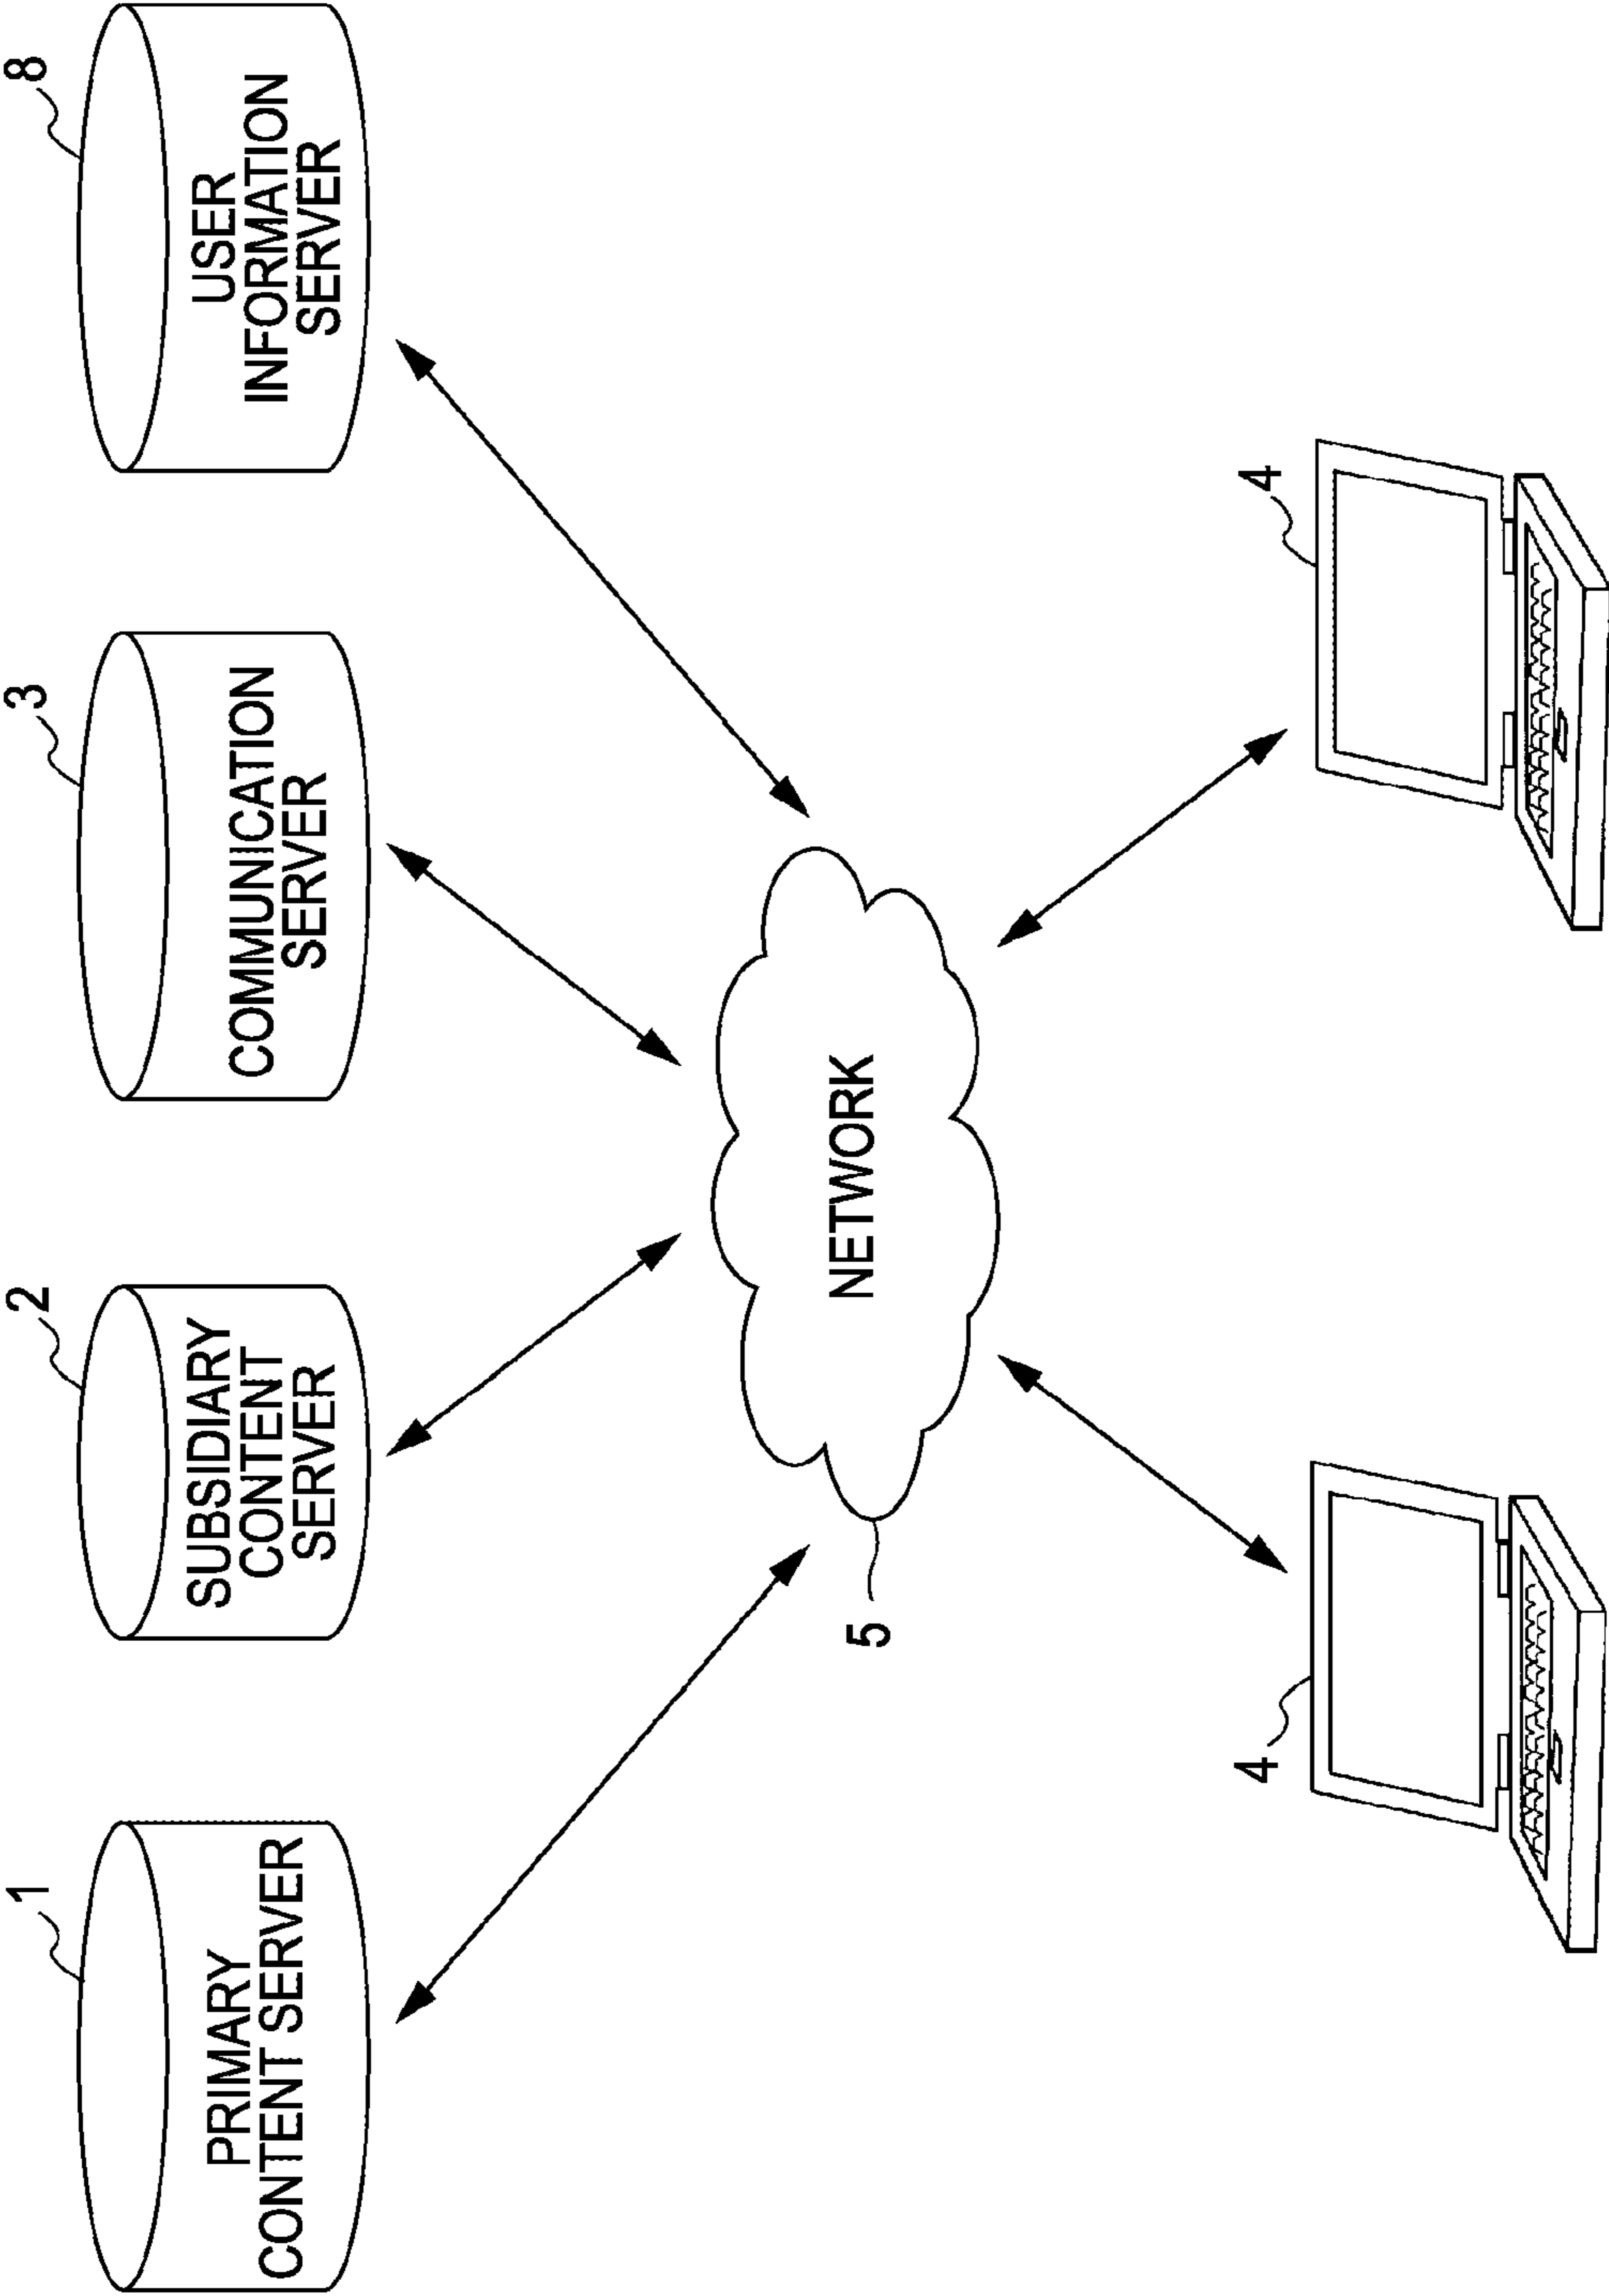 1
PRIMARY
CONTENT SERVER
2
SUBSIDIARY
CONTENT
SERVER
3
COMMUNICATION
SERVER
8
USER
INFORMATION
SERVER
NETWORK
5
4
4